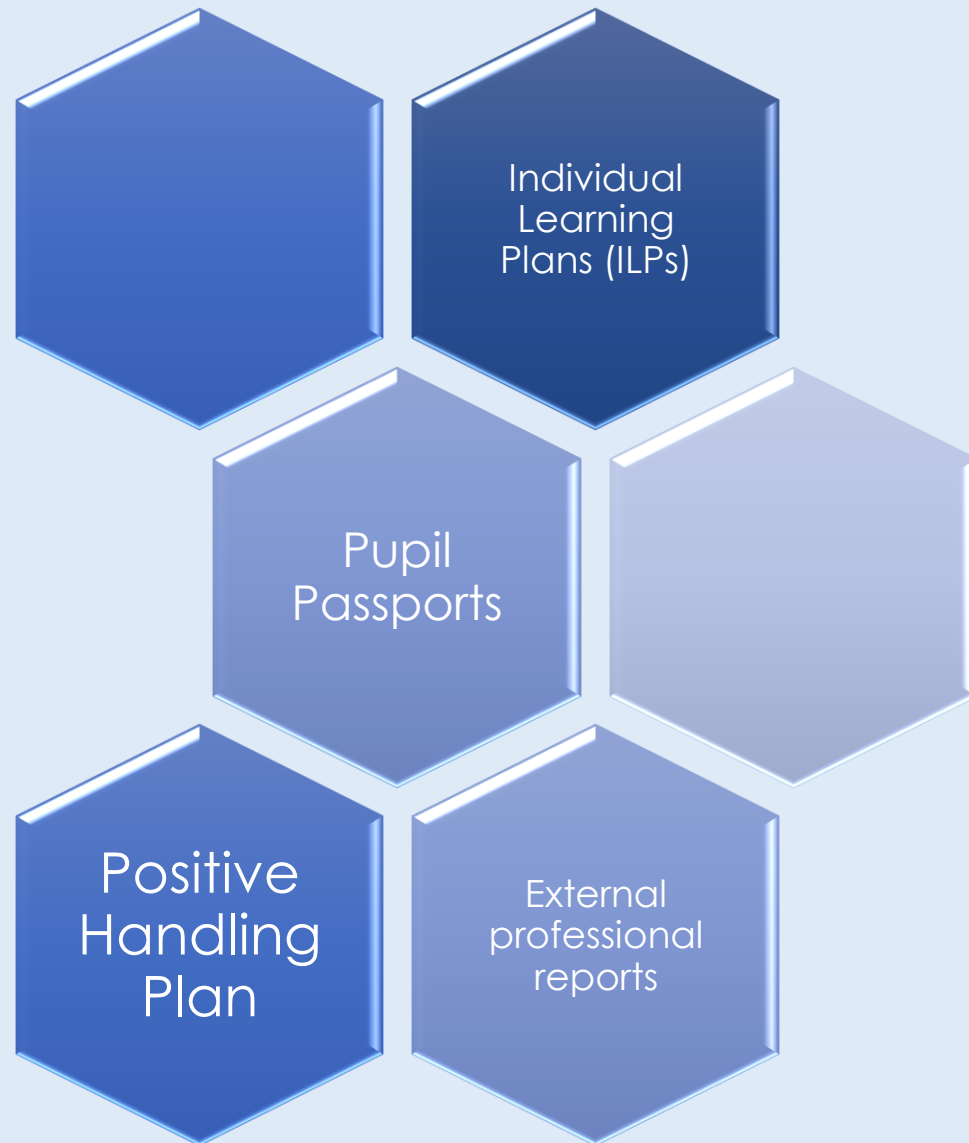 Individual
Learning
Plans (ILPs)
Pupil
Passports
Positive
Handling
Plan
External
professional
reports